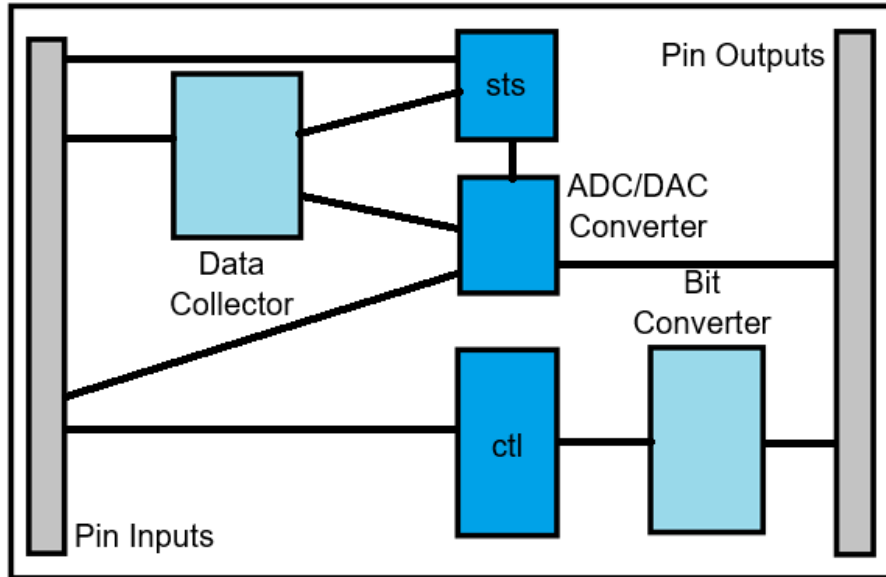 sts
Pin Outputs
ADC/DAC
Converter
Data
Collector
Bit
Converter
ctl
Pin Inputs